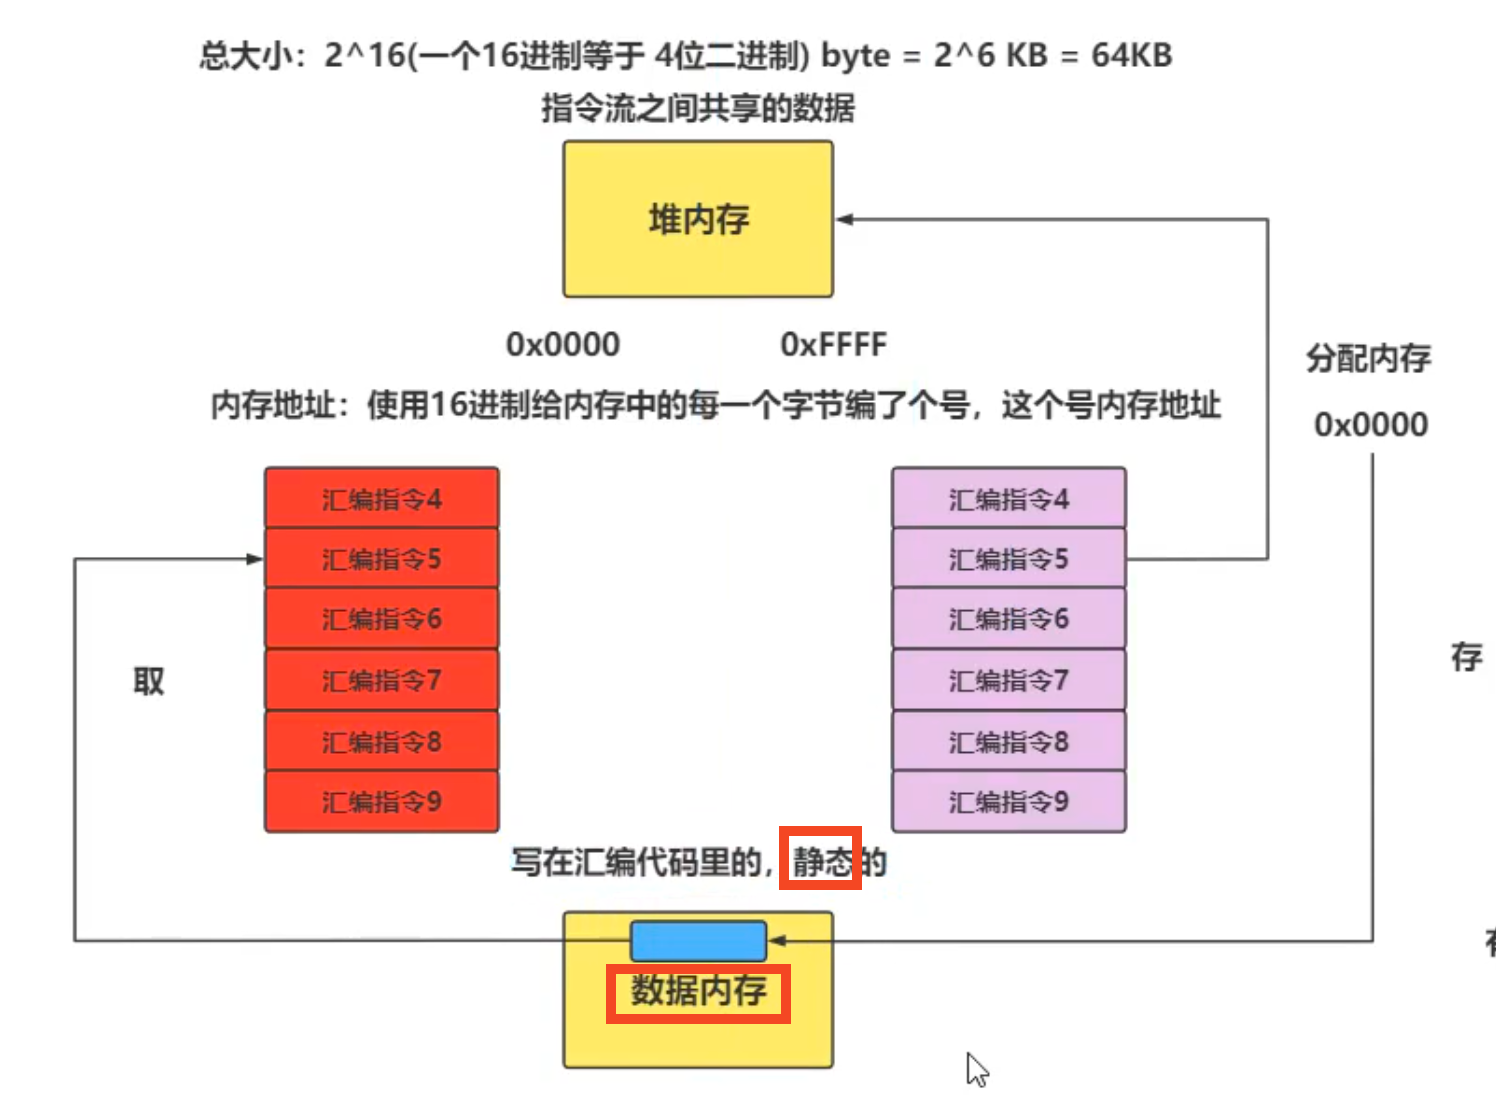 总大小：2^16(一个16进制等于 4位二进制) byte = 2^6 KB = 64KB
指令流之间共享的数据
堆内存
0x0000
0xFFFF
分配内存
内存地址：使用16进制给内存中的每一个字节编了个号，这个号内存地址
0x0000
汇编指令4
汇编指令5
汇编指令6
汇编指令7
汇编指令8
汇编指令9
汇编指令4
汇编指令5
汇编指令6
汇编指令7
汇编指令8
汇编指令9
取
存
写在汇编代码里的，静态的
数据内存